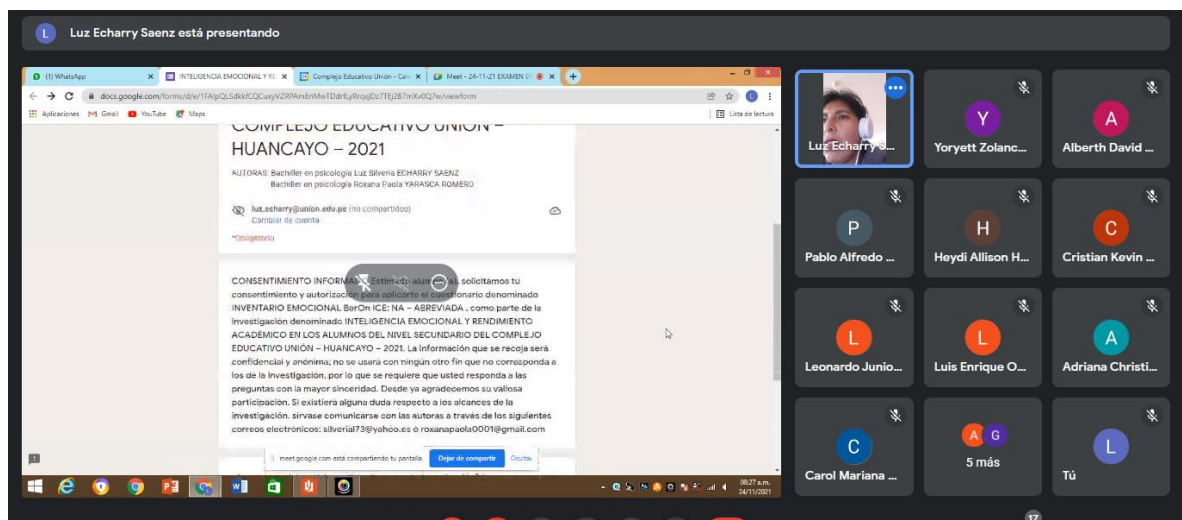 L Luz Echarry Saenz está presentando
(1) WhatsApp
INTELIGENCIA EMOCIONAL Y RE
Complejo Educativo Unión - Cale
Meet - 24-11-21 EXAMEN D
Aplicaciones Gmail YouTube Maps
Lista de lectura
COMPLEJO EDUCATIVO UNIÓN –
HUANCAYO – 2021
AUTORAS: Bachiller en psicología Luz Silveria ECHARRY SAENZ
Bachiller en psicología Roxana Paola YARASCA ROMERO
luz.echarry@union.edu.pe (no compartidos)
Cambiar de cuenta
*Obligatorio
CONSENTIMIENTO INFORMADO: Estimado alumno (a), solicitamos tu
consentimiento y autorización para aplicarte el cuestionario denominado
INVENTARIO EMOCIONAL BarOn ICE: NA – ABREVIADA , como parte de la
investigación denominado INTELIGENCIA EMOCIONAL Y RENDIMIENTO
ACADÉMICO EN LOS ALUMNOS DEL NIVEL SECUNDARIO DEL COMPLEJO
EDUCATIVO UNIÓN – HUANCAYO – 2021. La información que se recoja será
confidencial y anónima; no se usará con ningún otro fin que no corresponda a
los de la investigación, por lo que se requiere que usted responda a las
preguntas con la mayor sinceridad. Desde ya agradecemos su valiosa
participación. Si existiera alguna duda respecto a los alcances de la
investigación. sírvase comunicarse con las autoras a través de los siguientes
correos electrónicos: silverial73@yahoo.es ó roxanapaola0001@gmail.com
meet.google.com está compartiendo tu pantalla.
Dejar de compartir
Ocultar
08:27 a.m.
24/11/2021
Luz Echarry S...
Y
Yoryett Zolanc...
A
Alberth David ...
P
Pablo Alfredo ...
H
Heydi Allison H...
C
Cristian Kevin ...
L
Leonardo Junio...
L
Luis Enrique O...
A
Adriana Christi...
C
Carol Mariana ...
A G
5 más
L
Tú
17